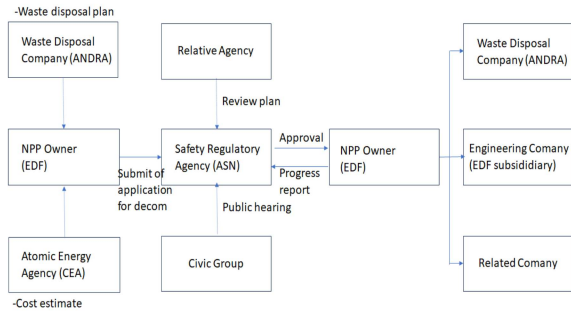 -Waste disposal plan
Waste Disposal
Company (ANDRA)
Relative Agency
Waste Disposal
Company (ANDRA)
Review plan
NPP Owner
(EDF)
Submit of
application
for decom
Safety Regulatory
Agency (ASN)
Approval
Progress
report
NPP Owner
(EDF)
Engineering Comany
(EDF subsididiary)
Public hearing
Atomic Energy
Agency (CEA)
Civic Group
Related Comany
-Cost estimate